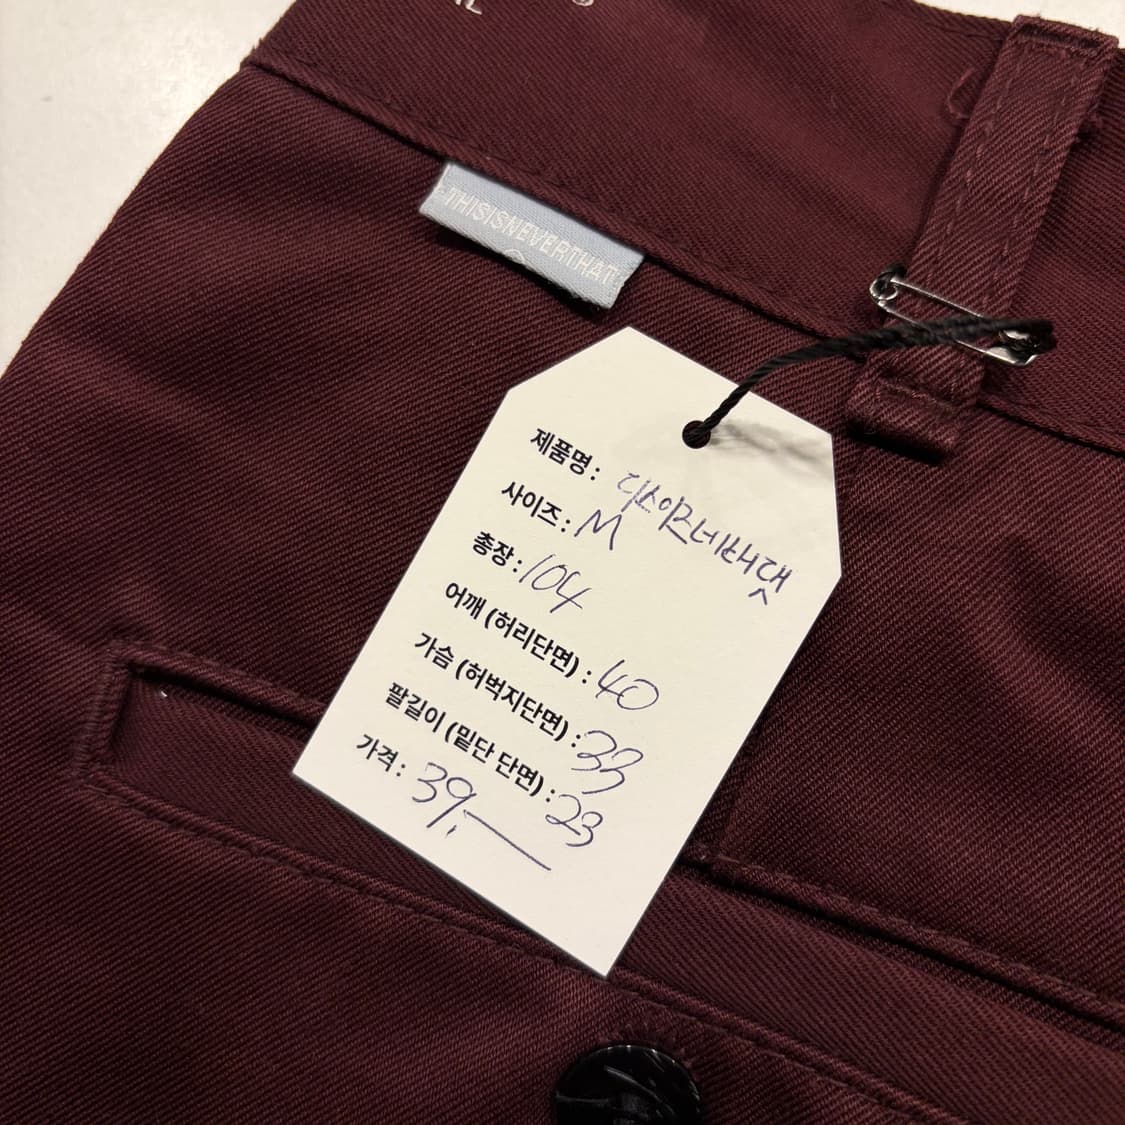 THISISNEVERTHAT®
제품명: 디스이즈네버댓
사이즈: M
총장: 104
어깨 (허리단면): 40
가슴 (허벅지단면): 33
팔길이 (밑단 단면): 23
가격: 39,—